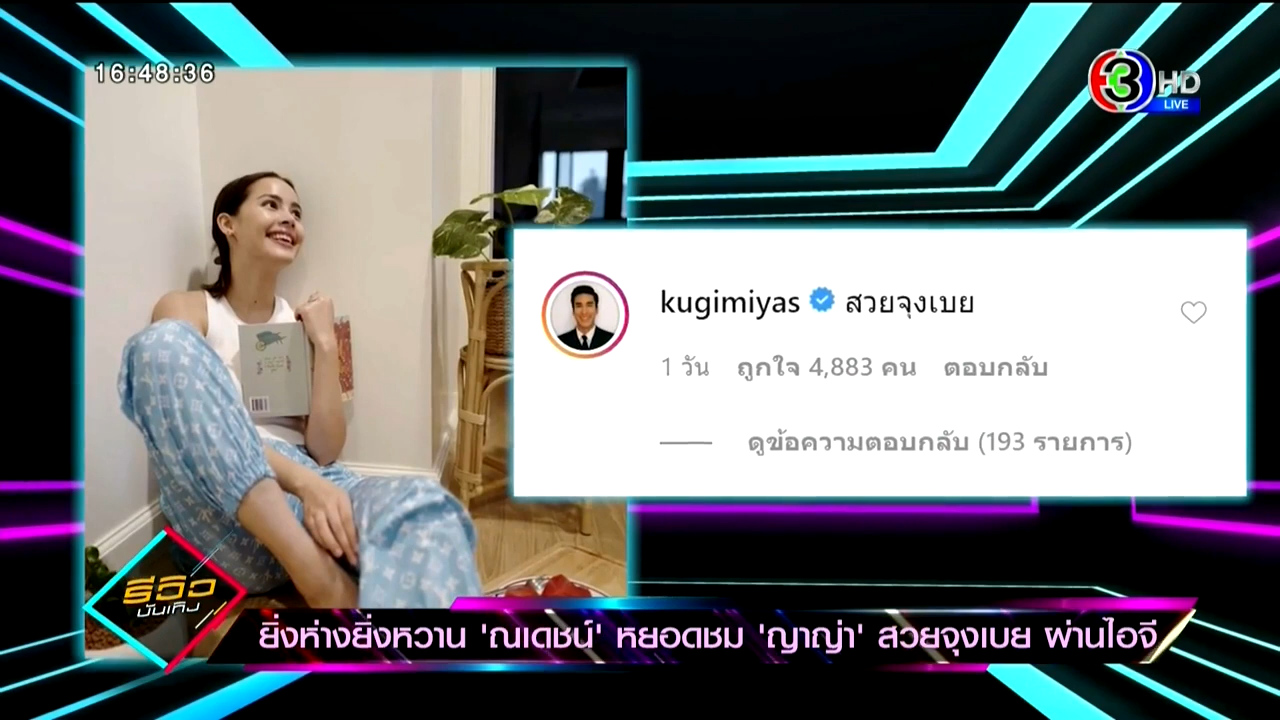 16:48:36
3 HD
LIVE
kugimiyas สวยจุงเบย
1 วัน ถูกใจ 4,883 คน ตอบกลับ
ดูข้อความตอบกลับ (193 รายการ)
รีวิว
บันเทิง
ยิ่งห่างยิ่งหวาน 'ณเดชน์' หยอดชม 'ญาญ่า' สวยจุงเบย ผ่านไอจี